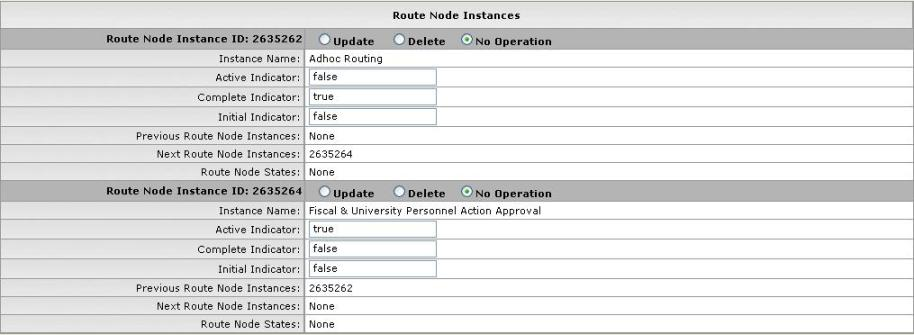 Route Node Instances
Route Node Instance ID: 2635262 Update Delete No Operation
Instance Name: Adhoc Routing
Active Indicator: false
Complete Indicator: true
Initial Indicator: false
Previous Route Node Instances: None
Next Route Node Instances: 2635264
Route Node States: None
Route Node Instance ID: 2635264 Update Delete No Operation
Instance Name: Fiscal & University Personnel Action Approval
Active Indicator: true
Complete Indicator: false
Initial Indicator: false
Previous Route Node Instances: 2635262
Next Route Node Instances: None
Route Node States: None